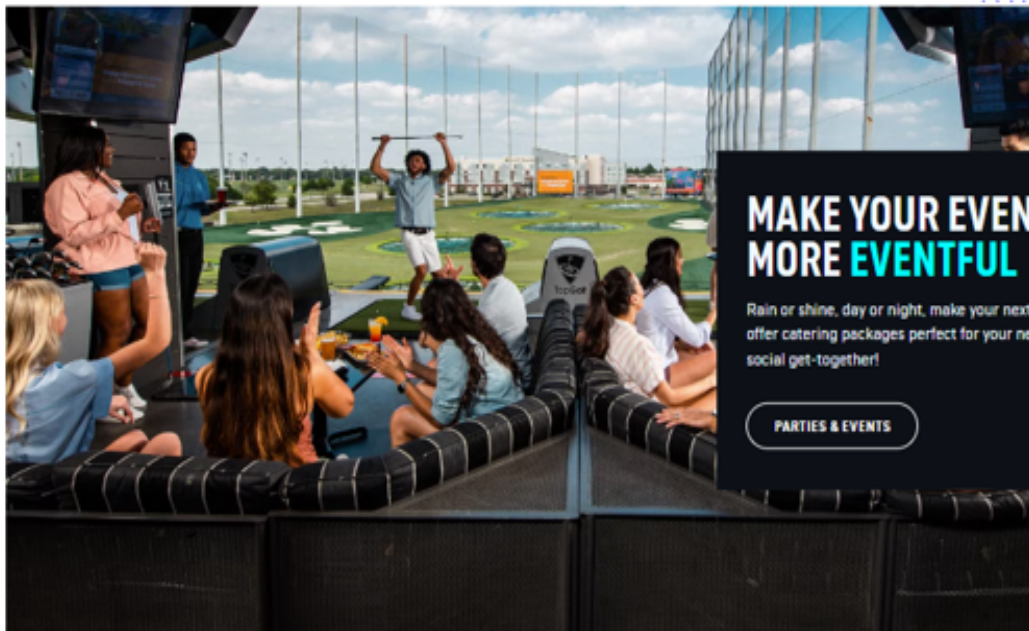 TopGolf
MAKE YOUR EVEN
MORE EVENTFUL
Rain or shine, day or night, make your next
offer catering packages perfect for your ne
social get-together!
PARTIES & EVENTS